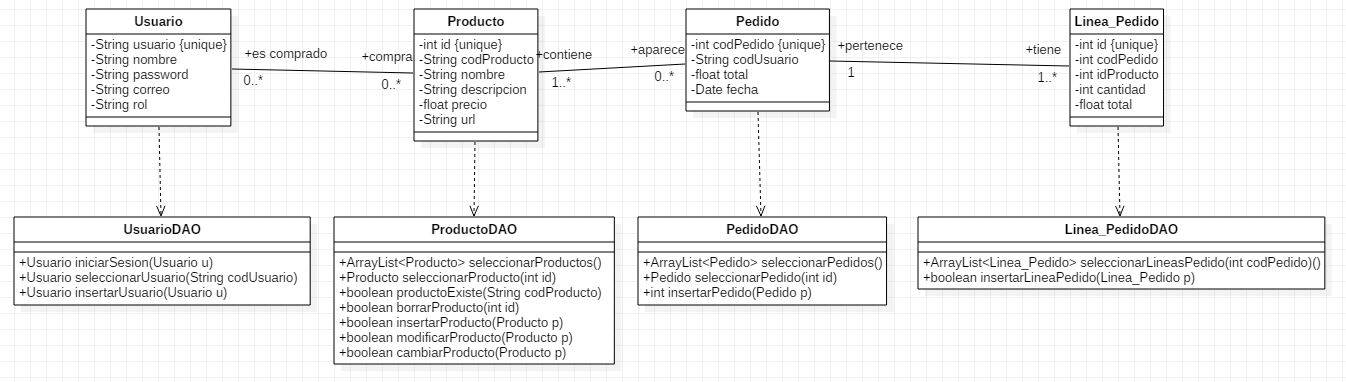 Usuario
-String usuario {unique}
-String nombre
-String password
-String correo
-String rol
+es comprado
0..*
+compra
0..*
Producto
-int id {unique}
-String codProducto
-String nombre
-String descripcion
-float precio
-String url
+contiene
1..*
+aparece
0..*
Pedido
-int codPedido {unique}
-String codUsuario
-float total
-Date fecha
+pertenece
1
+tiene
1..*
Linea_Pedido
-int id {unique}
-int codPedido
-int idProducto
-int cantidad
-float total
UsuarioDAO
+Usuario iniciarSesion(Usuario u)
+Usuario seleccionarUsuario(String codUsuario)
+Usuario insertarUsuario(Usuario u)
ProductoDAO
+ArrayList<Producto> seleccionarProductos()
+Producto seleccionarProducto(int id)
+boolean productoExiste(String codProducto)
+boolean borrarProducto(int id)
+boolean insertarProducto(Producto p)
+boolean modificarProducto(Producto p)
+boolean cambiarProducto(Producto p)
PedidoDAO
+ArrayList<Pedido> seleccionarPedidos()
+Pedido seleccionarPedido(int id)
+int insertarPedido(Pedido p)
Linea_PedidoDAO
+ArrayList<Linea_Pedido> seleccionarLineasPedido(int codPedido)()
+boolean insertarLineaPedido(Linea_Pedido p)